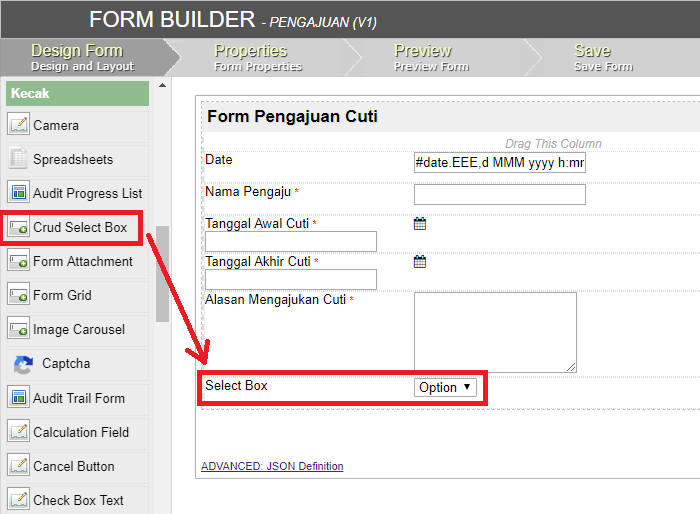 FORM BUILDER - PENGAJUAN (V1)
Design Form
Design and Layout
Properties
Form Properties
Preview
Preview Form
Save
Save Form
Kecak
Camera
Spreadsheets
Audit Progress List
Crud Select Box
Form Attachment
Form Grid
Image Carousel
Captcha
Audit Trail Form
Calculation Field
Cancel Button
Check Box Text
Form Pengajuan Cuti
Drag This Column
Date
#date.EEE,d MMM yyyy h:mr
Nama Pengaju *
Tanggal Awal Cuti *
Tanggal Akhir Cuti *
Alasan Mengajukan Cuti *
Select Box
Option
ADVANCED: JSON Definition